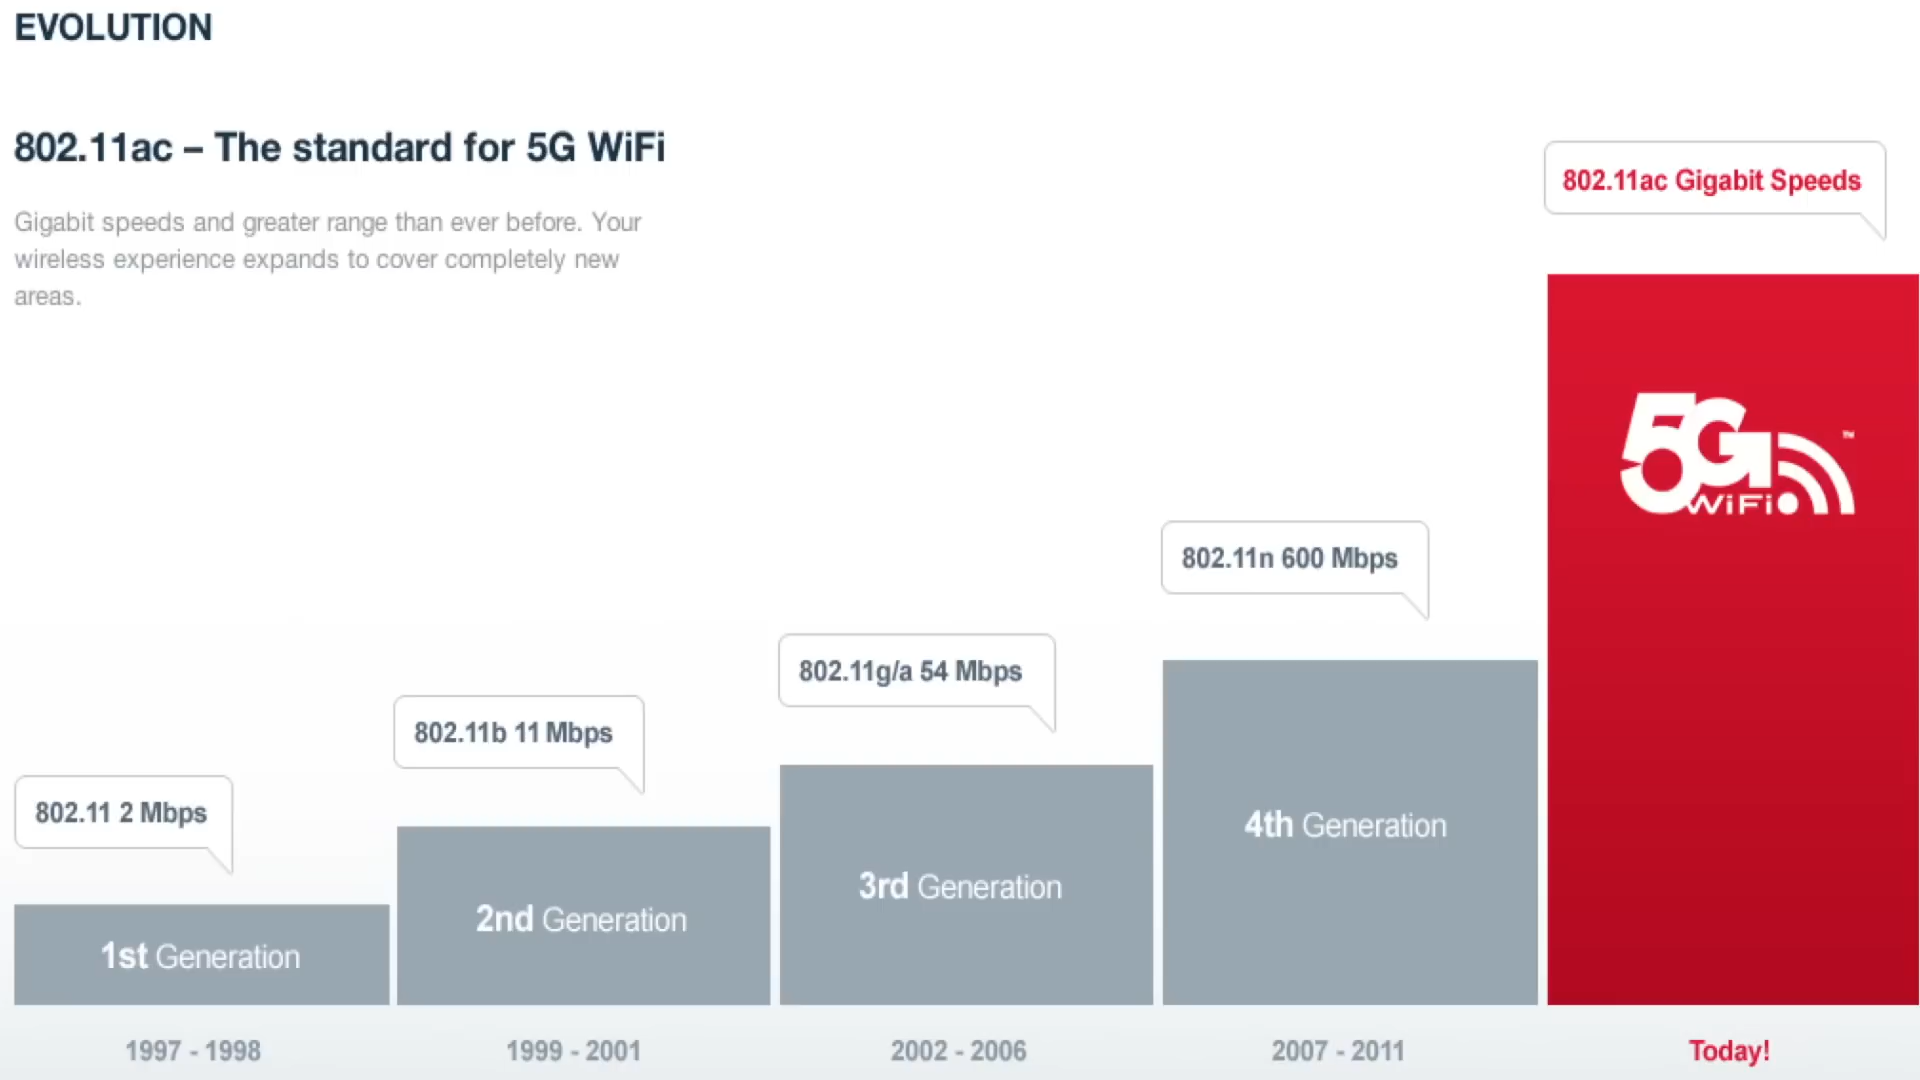 EVOLUTION
802.11ac – The standard for 5G WiFi
Gigabit speeds and greater range than ever before. Your
wireless experience expands to cover completely new
areas.
802.11ac Gigabit Speeds
5G
WiFi
™
802.11n 600 Mbps
802.11g/a 54 Mbps
802.11b 11 Mbps
802.11 2 Mbps
1st Generation
2nd Generation
3rd Generation
4th Generation
1997 - 1998
1999 - 2001
2002 - 2006
2007 - 2011
Today!